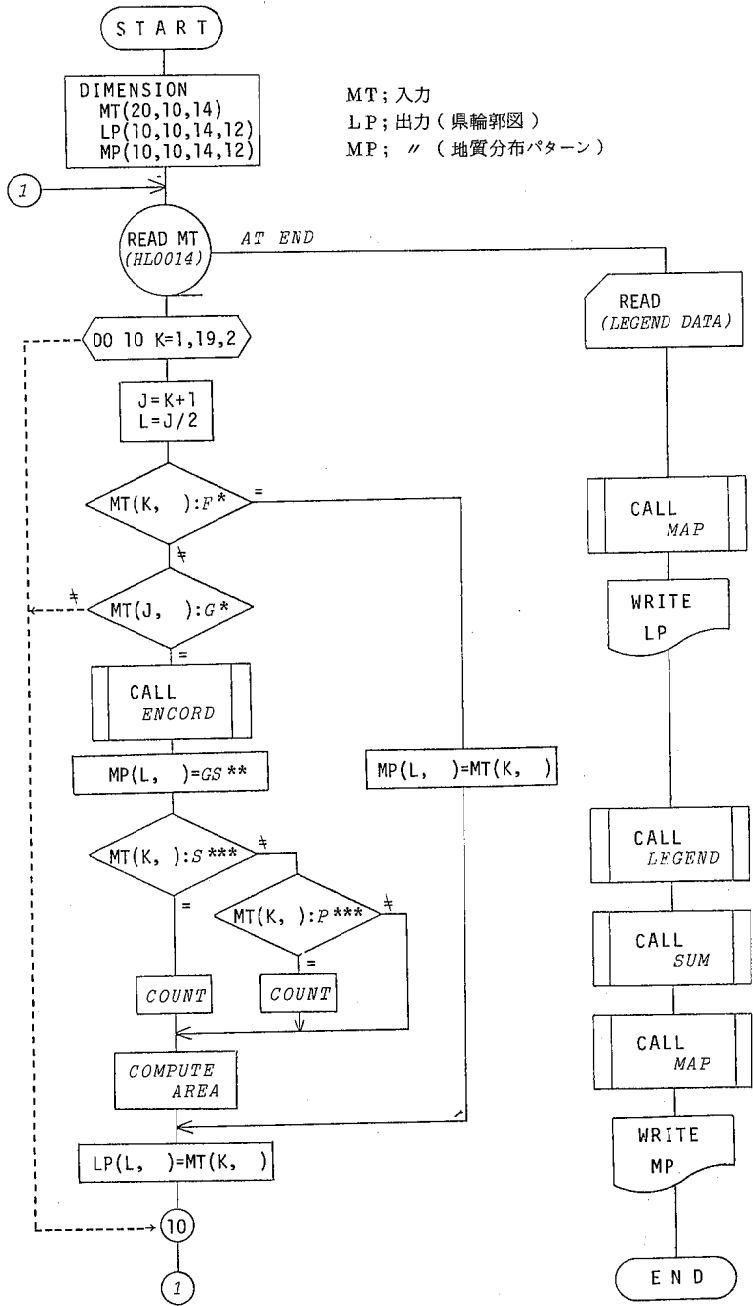 START
DIMENSION
MT(20,10,14)
LP(10,10,14,12)
MP(10,10,14,12)
MT; 入力
LP; 出力(県輪郭図)
MP; 〃(地質分布パターン)
1
READ MT
(HL0014)
AT END
READ
(LEGEND DATA)
DO 10 K=1,19,2
J=K+1
L=J/2
MT(K, ):F*
=
≠
CALL
MAP
MT(J, ):G*
≠
=
WRITE
LP
CALL
ENCORD
MP(L, )=GS**
MP(L, )=MT(K, )
MT(K, ):S***
≠
=
CALL
LEGEND
MT(K, ):P***
≠
=
CALL
SUM
COUNT
COUNT
COMPUTE
AREA
CALL
MAP
LP(L, )=MT(K, )
WRITE
MP
10
1
END